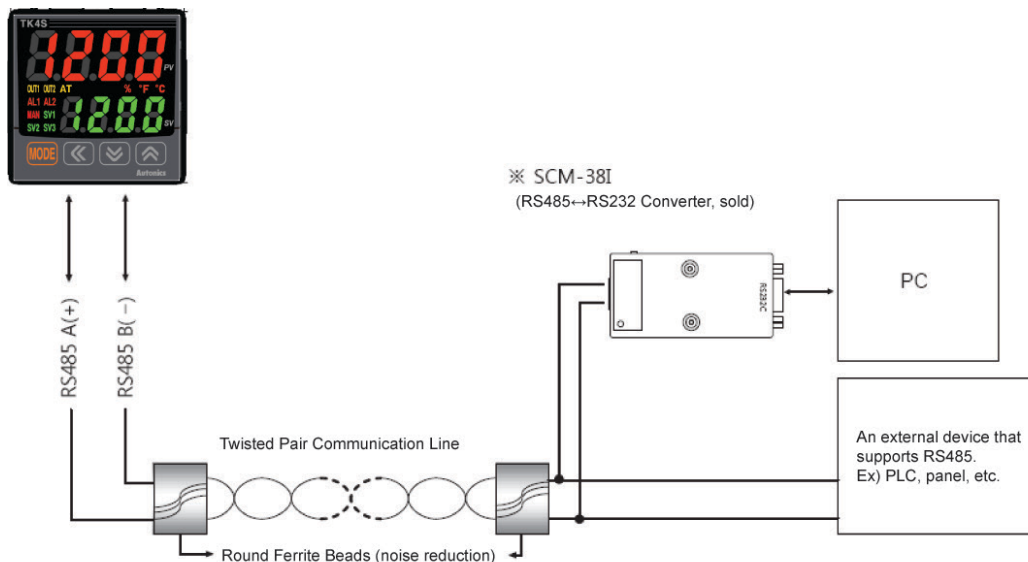 TK4S
1200
PV
OUT1 OUT2 AT % °F °C
AL1 AL2
MAN SV1
SV2 SV3
1200
SV
MODE
Autonics
※ SCM-38I
(RS485↔RS232 Converter, sold)
RS232C
PC
RS485 A(+)
RS485 B(−)
Twisted Pair Communication Line
An external device that
supports RS485.
Ex) PLC, panel, etc.
Round Ferrite Beads (noise reduction)